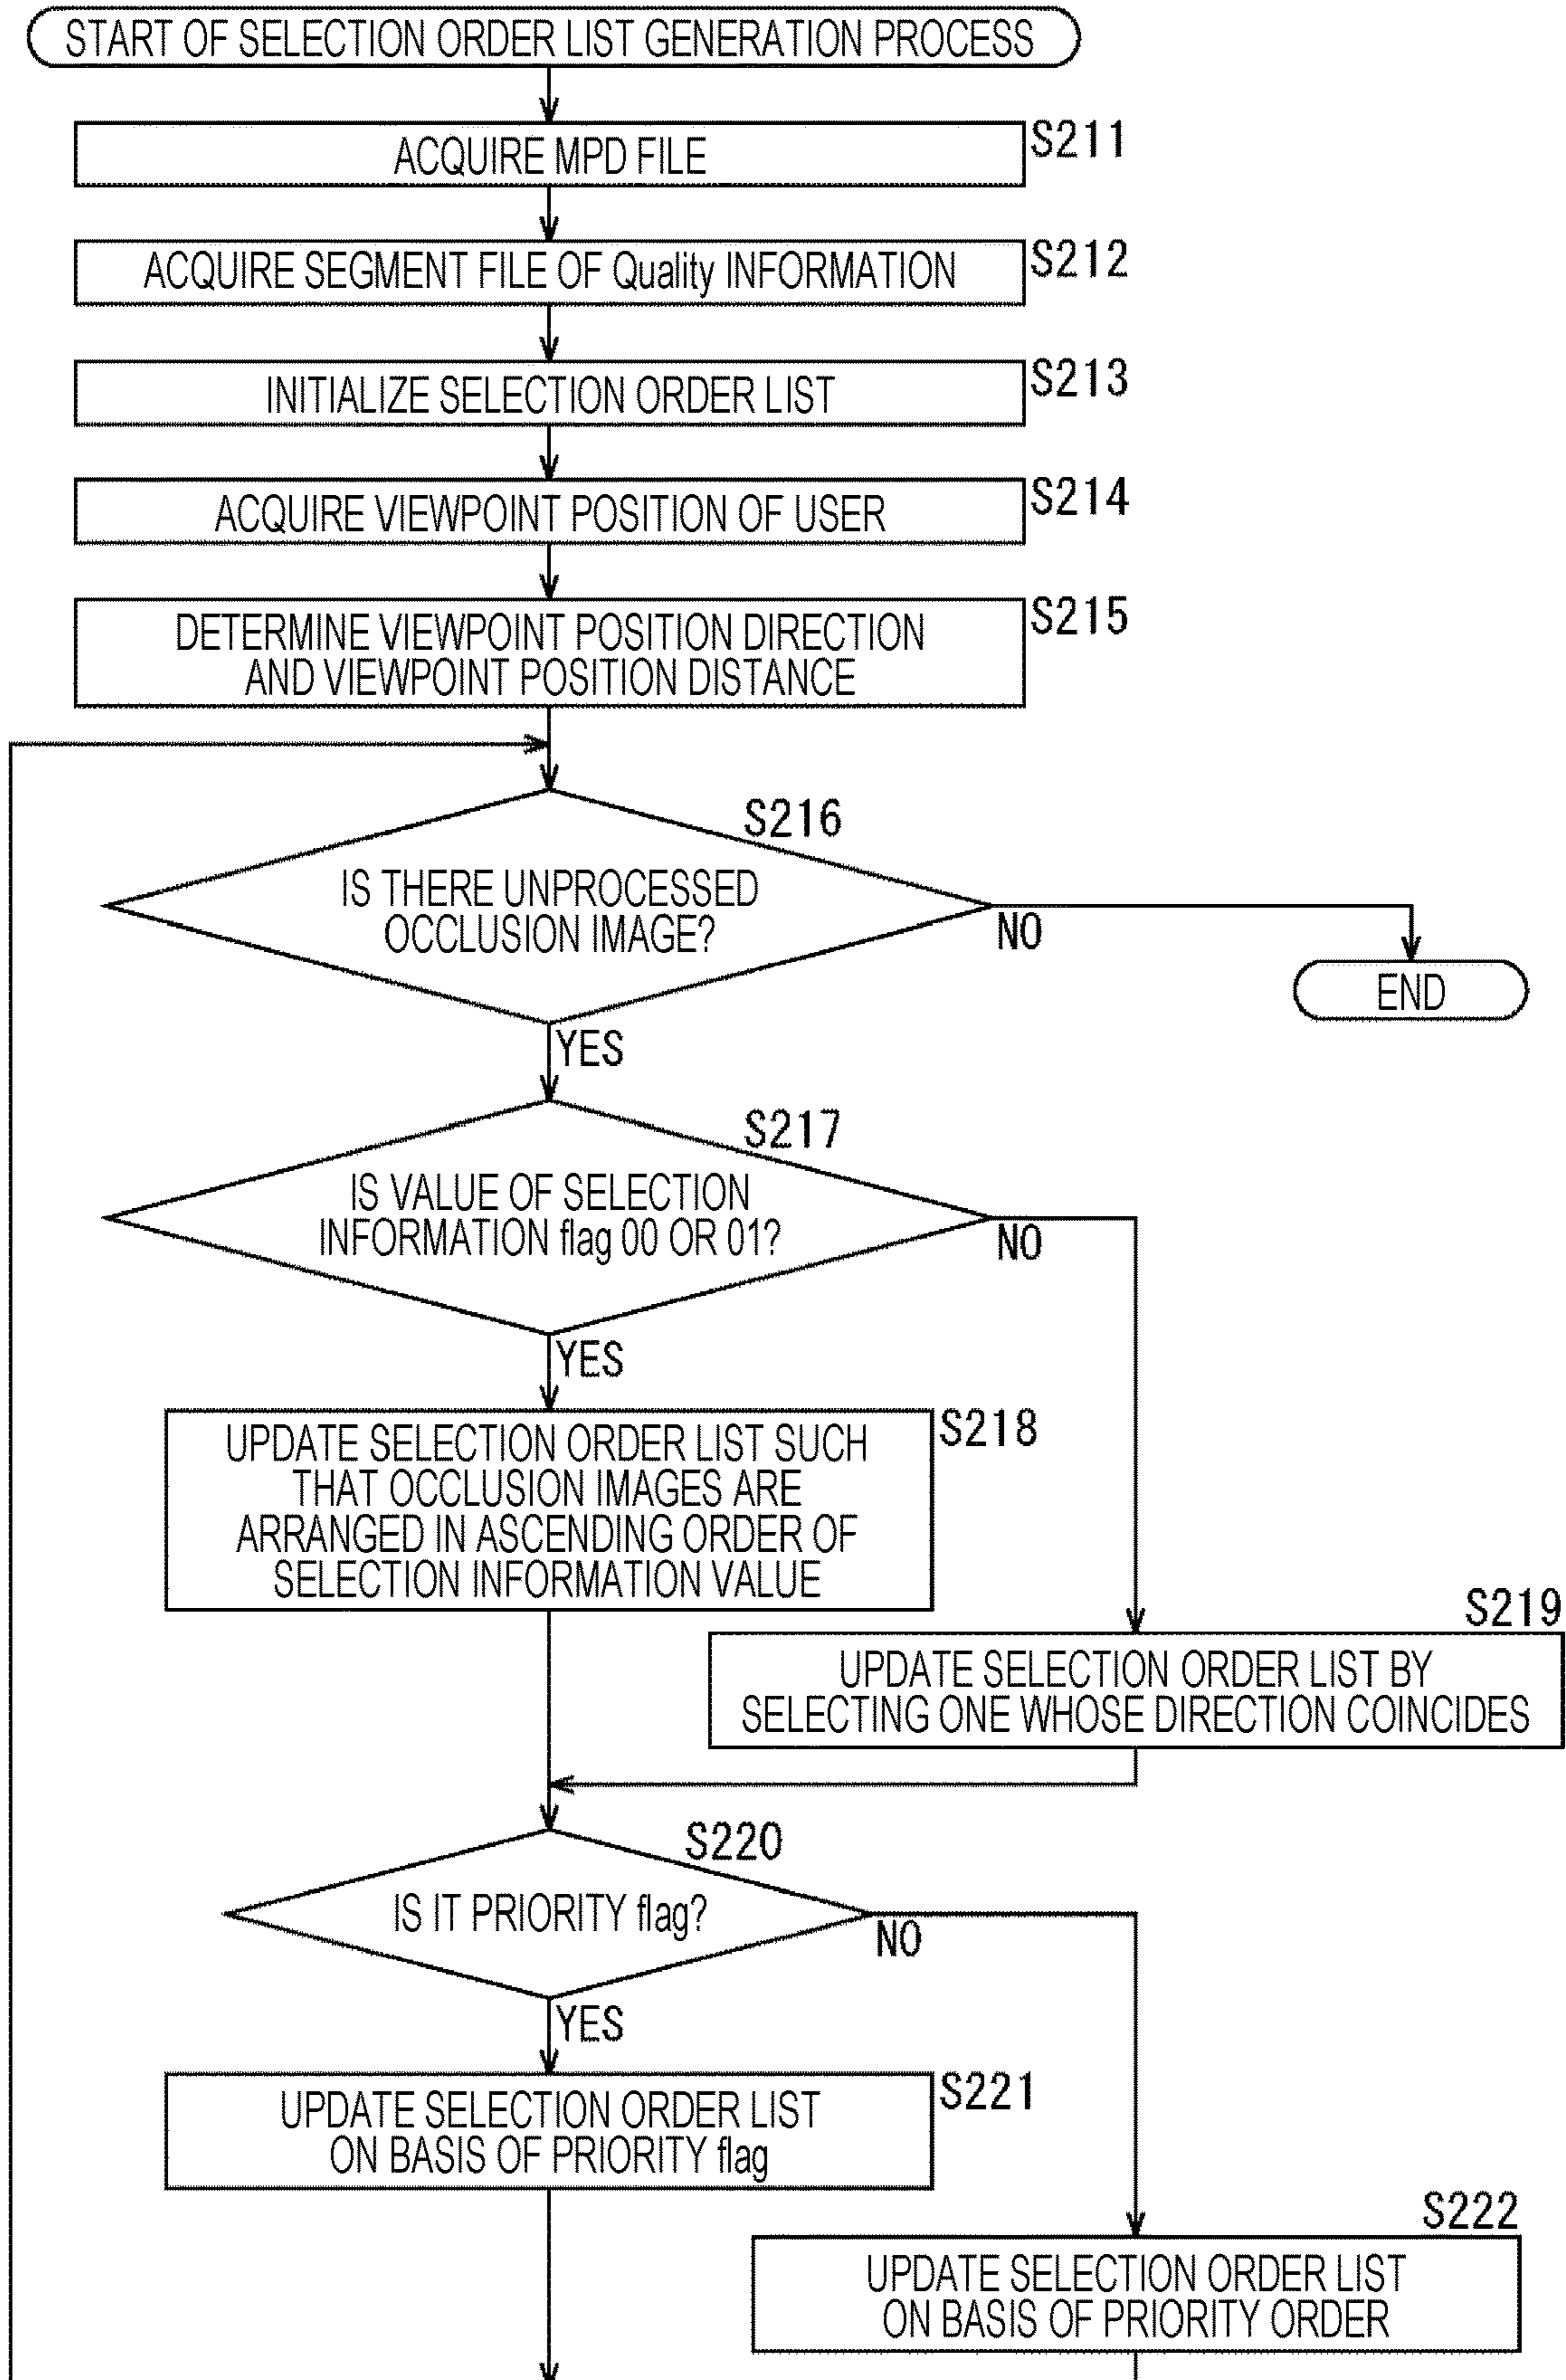 START OF SELECTION ORDER LIST GENERATION PROCESS
S211
ACQUIRE MPD FILE
S212
ACQUIRE SEGMENT FILE OF Quality INFORMATION
S213
INITIALIZE SELECTION ORDER LIST
S214
ACQUIRE VIEWPOINT POSITION OF USER
S215
DETERMINE VIEWPOINT POSITION DIRECTION
AND VIEWPOINT POSITION DISTANCE
S216
IS THERE UNPROCESSED
OCCLUSION IMAGE?
NO
END
YES
S217
IS VALUE OF SELECTION
INFORMATION flag 00 OR 01?
NO
YES
S218
UPDATE SELECTION ORDER LIST SUCH
THAT OCCLUSION IMAGES ARE
ARRANGED IN ASCENDING ORDER OF
SELECTION INFORMATION VALUE
S219
UPDATE SELECTION ORDER LIST BY
SELECTING ONE WHOSE DIRECTION COINCIDES
S220
IS IT PRIORITY flag?
NO
YES
S221
UPDATE SELECTION ORDER LIST
ON BASIS OF PRIORITY flag
S222
UPDATE SELECTION ORDER LIST
ON BASIS OF PRIORITY ORDER